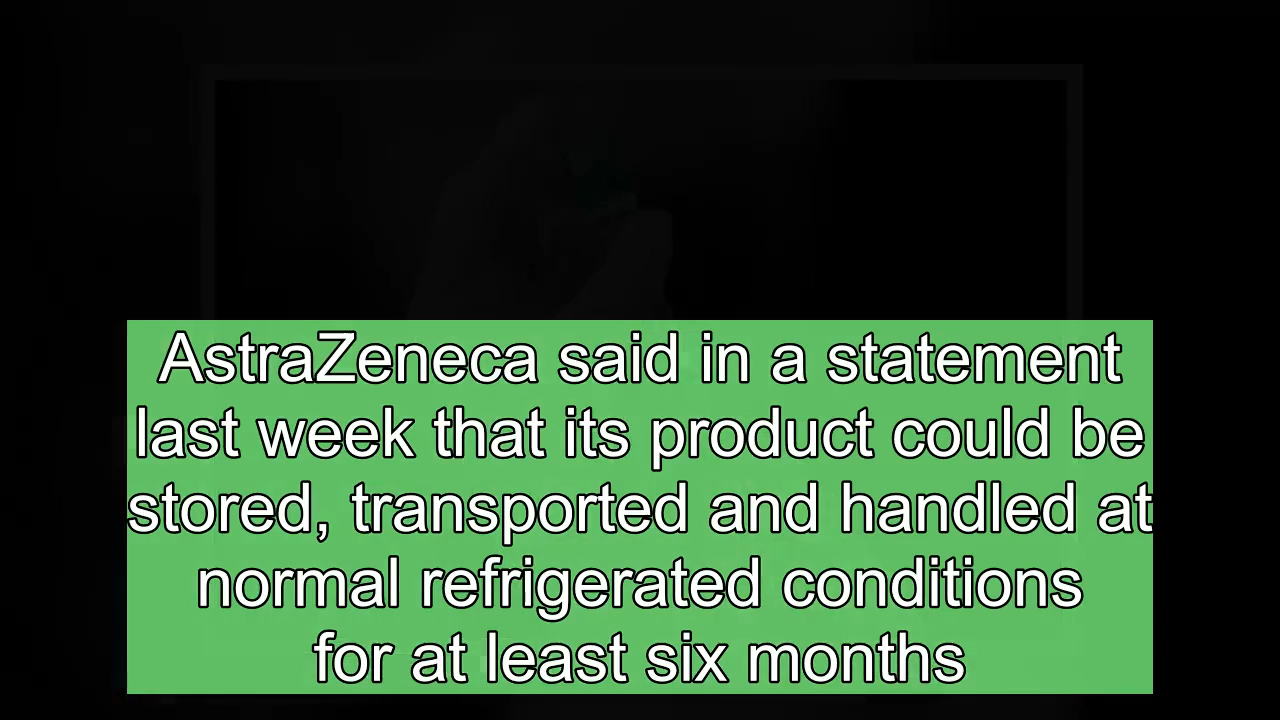 AstraZeneca said in a statement
last week that its product could be
stored, transported and handled at
normal refrigerated conditions
for at least six months